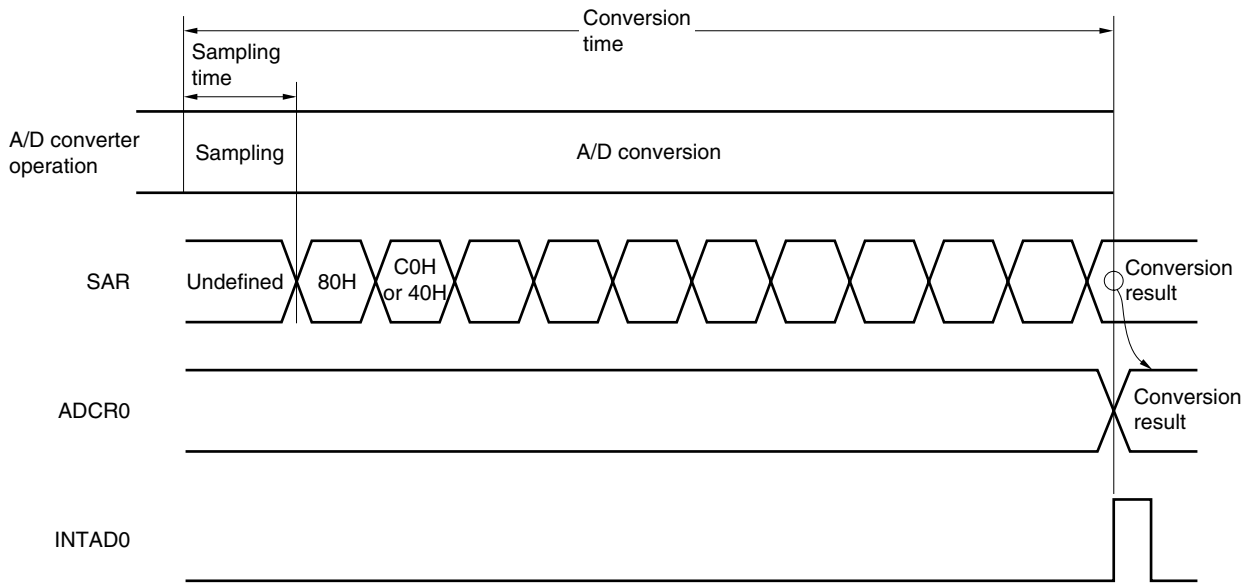 Conversion
time
Sampling
time
A/D converter
operation
Sampling
A/D conversion
SAR
Undefined
80H
C0H
or 40H
Conversion
result
ADCR0
Conversion
result
INTAD0